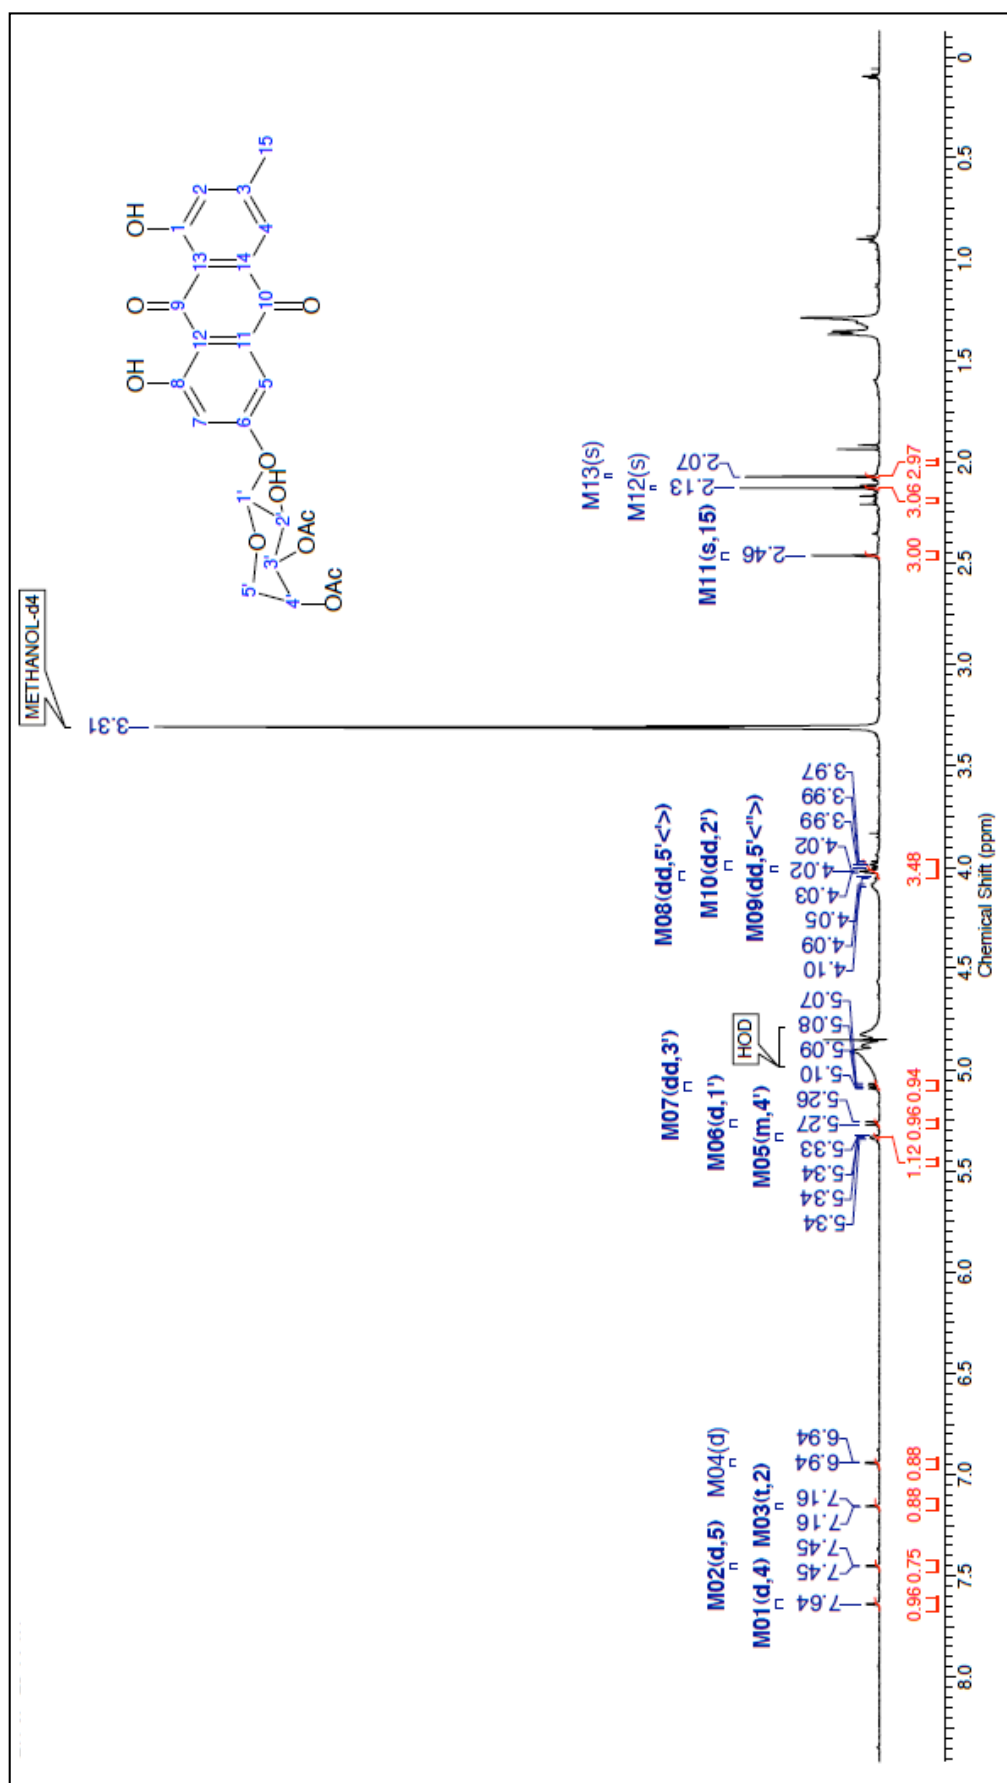 METHANOL-d4
3.31
OH
O
OH
8
9
1
7
12
13
2
6
11
14
3
5
10
4
15
O
O
OH
1'
2'
O
3'
OAc
5'
4'
OAc
M13(s)
M12(s)
M11(s,15)
M08(dd,5'<'>)
M10(dd,2')
M09(dd,5'<''>)
M07(dd,3')
M06(d,1')
M05(m,4')
HOD
M02(d,5)
M04(d)
M01(d,4)
M03(t,2)
7.64
7.45
7.45
7.16
7.16
6.94
6.94
5.34
5.34
5.34
5.33
5.27
5.26
5.10
5.09
5.08
5.07
4.10
4.09
4.05
4.03
4.02
4.02
3.99
3.99
3.97
2.46
2.13
2.07
0.96 0.75 0.88 0.88 1.12 0.96 0.94 3.48 3.00 3.06 2.97
8.0 7.5 7.0 6.5 6.0 5.5 5.0 4.5 4.0 3.5 3.0 2.5 2.0 1.5 1.0 0.5 0
Chemical Shift (ppm)